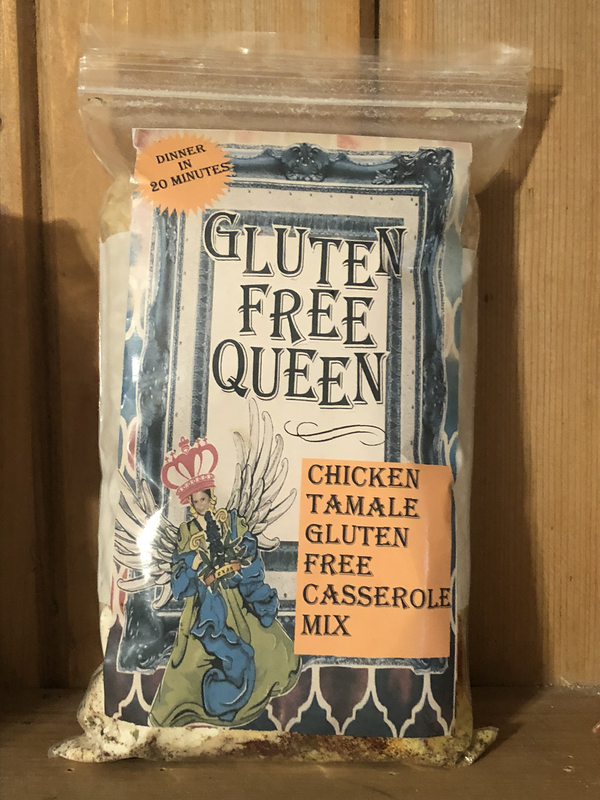 DINNER
IN
20 MINUTES
GLUTEN
FREE
QUEEN
CHICKEN
TAMALE
GLUTEN
FREE
CASSEROLE
MIX